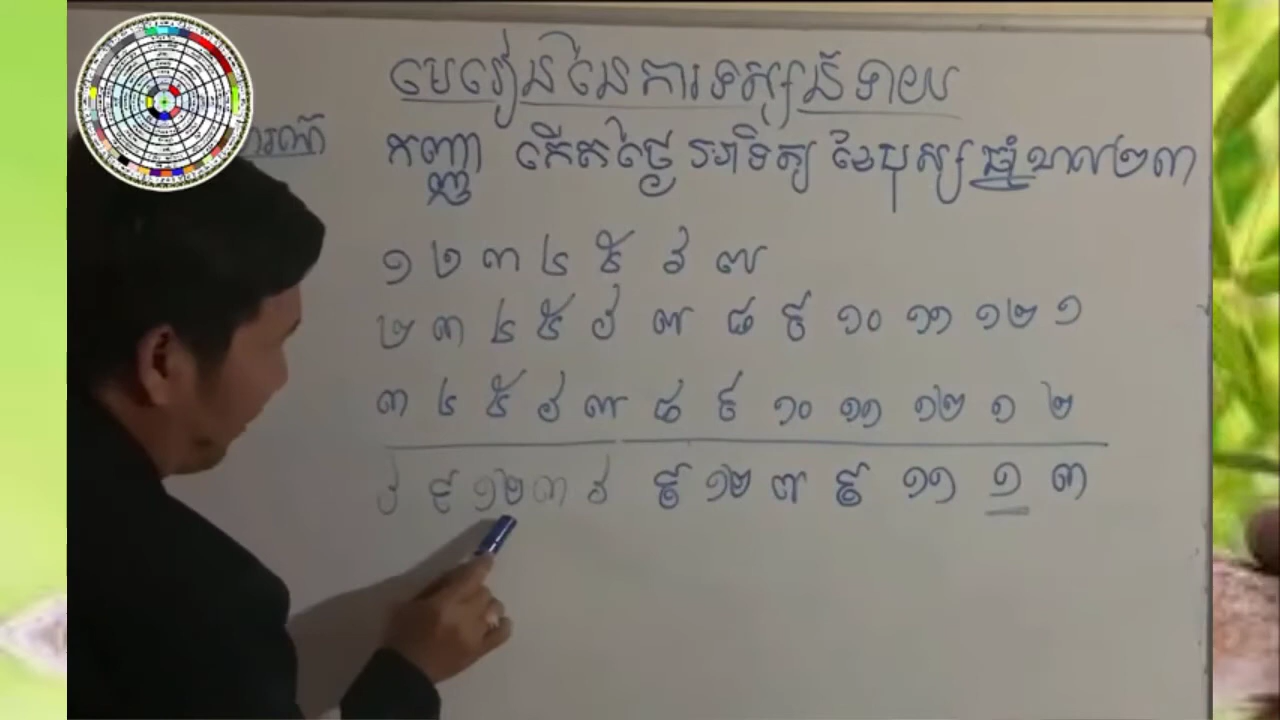 មេរៀននៃការទស្សន៍ទាយ
កញ្ញា កើតថ្ងៃ អាទិត្យ ខែបុស្ស ឆ្នាំខាល២៣
១ ២ ៣ ៤ ៥ ៦ ៧
២ ៣ ៤ ៥ ៦ ៧ ៨ ៩ ១០ ១១ ១២ ១
៣ ៤ ៥ ៦ ៧ ៨ ៩ ១០ ១១ ១២ ១ ២
៦ ៩ ១២ ៣ ៦ ៩ ១២ ៧ ៩ ១១ ១ ៣